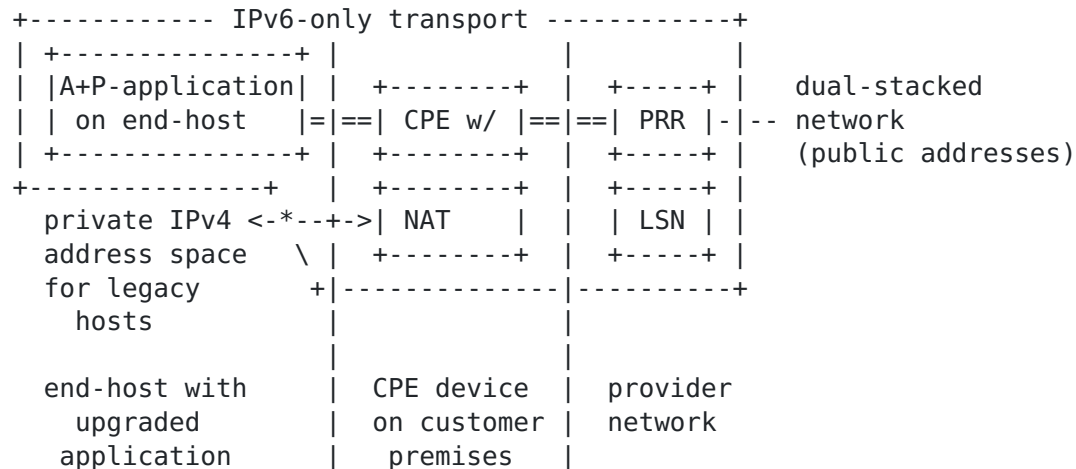 +------------ IPv6-only transport ------------+
| +---------------+ |              |          |
| |A+P-application| |  +--------+  |  +-----+ |   dual-stacked
| | on end-host   |=|==| CPE w/ |==|==| PRR |-|-- network
| +---------------+ |  +--------+  |  +-----+ |   (public addresses)
+---------------+   |  +--------+  |  +-----+ |
  private IPv4 <-*--+->| NAT    |  |  | LSN | |
  address space   \ |  +--------+  |  +-----+ |
  for legacy       +|--------------|----------+
    hosts           |              |
                    |              |
  end-host with     |  CPE device  |  provider
    upgraded        |  on customer |  network
   application      |   premises   |